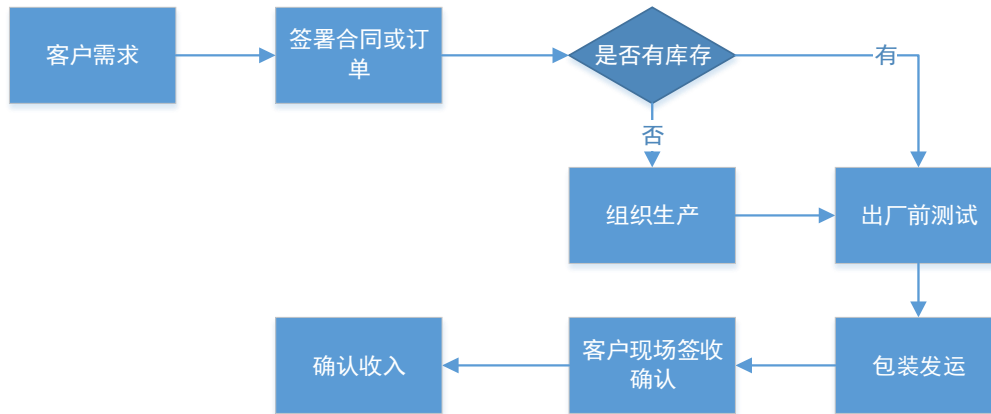 客户需求
签署合同或订
单
是否有库存
有
否
组织生产
出厂前测试
确认收入
客户现场签收
确认
包装发运